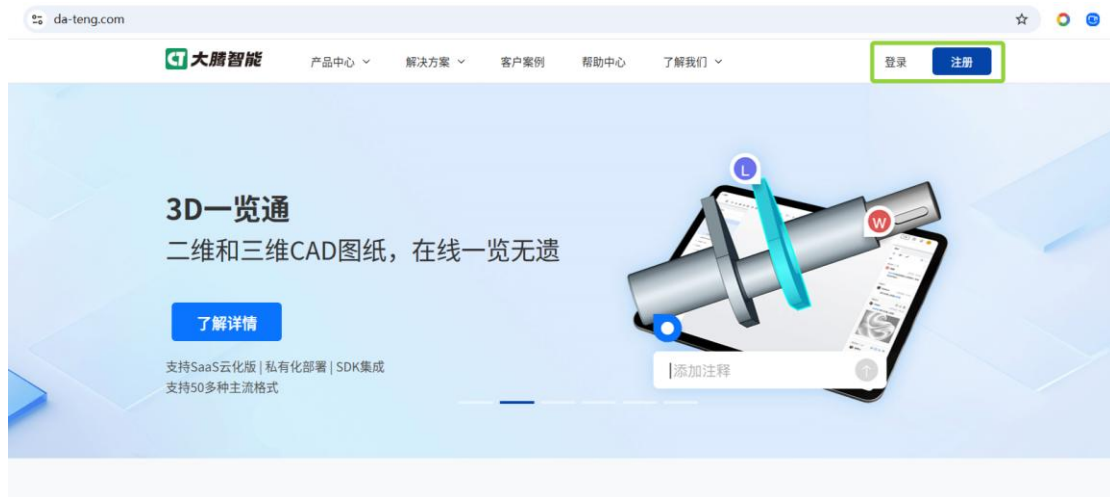 da-teng.com
大腾智能
产品中心 解决方案 客户案例 帮助中心 了解我们
登录 注册
L
3D一览通
W
二维和三维CAD图纸，在线一览无遗
了解详情
添加注释
支持SaaS云化版 | 私有化部署 | SDK集成
支持50多种主流格式